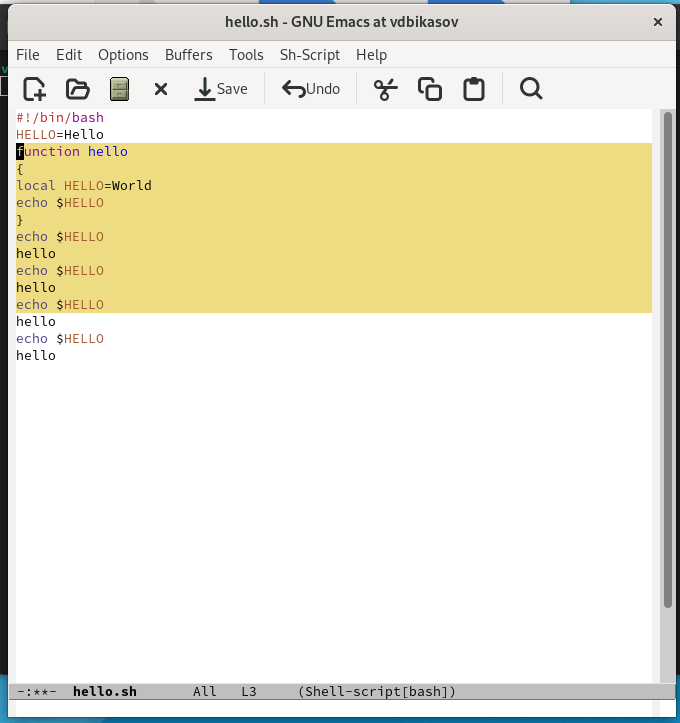 hello.sh - GNU Emacs at vdbikasov ×
File Edit Options Buffers Tools Sh-Script Help
Save Undo
#!/bin/bash
HELLO=Hello
function hello
{
local HELLO=World
echo $HELLO
}
echo $HELLO
hello
echo $HELLO
hello
echo $HELLO
hello
echo $HELLO
hello
-:**- hello.sh All L3 (Shell-script[bash])